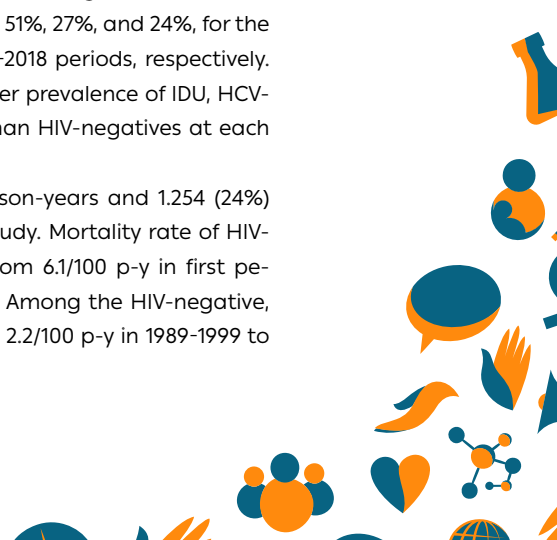 51%, 27%, and 24%, for the
-2018 periods, respectively.
er prevalence of IDU, HCV-
an HIV-negatives at each
son-years and 1.254 (24%)
udy. Mortality rate of HIV-
om 6.1/100 p-y in first pe-
Among the HIV-negative,
2.2/100 p-y in 1989-1999 to